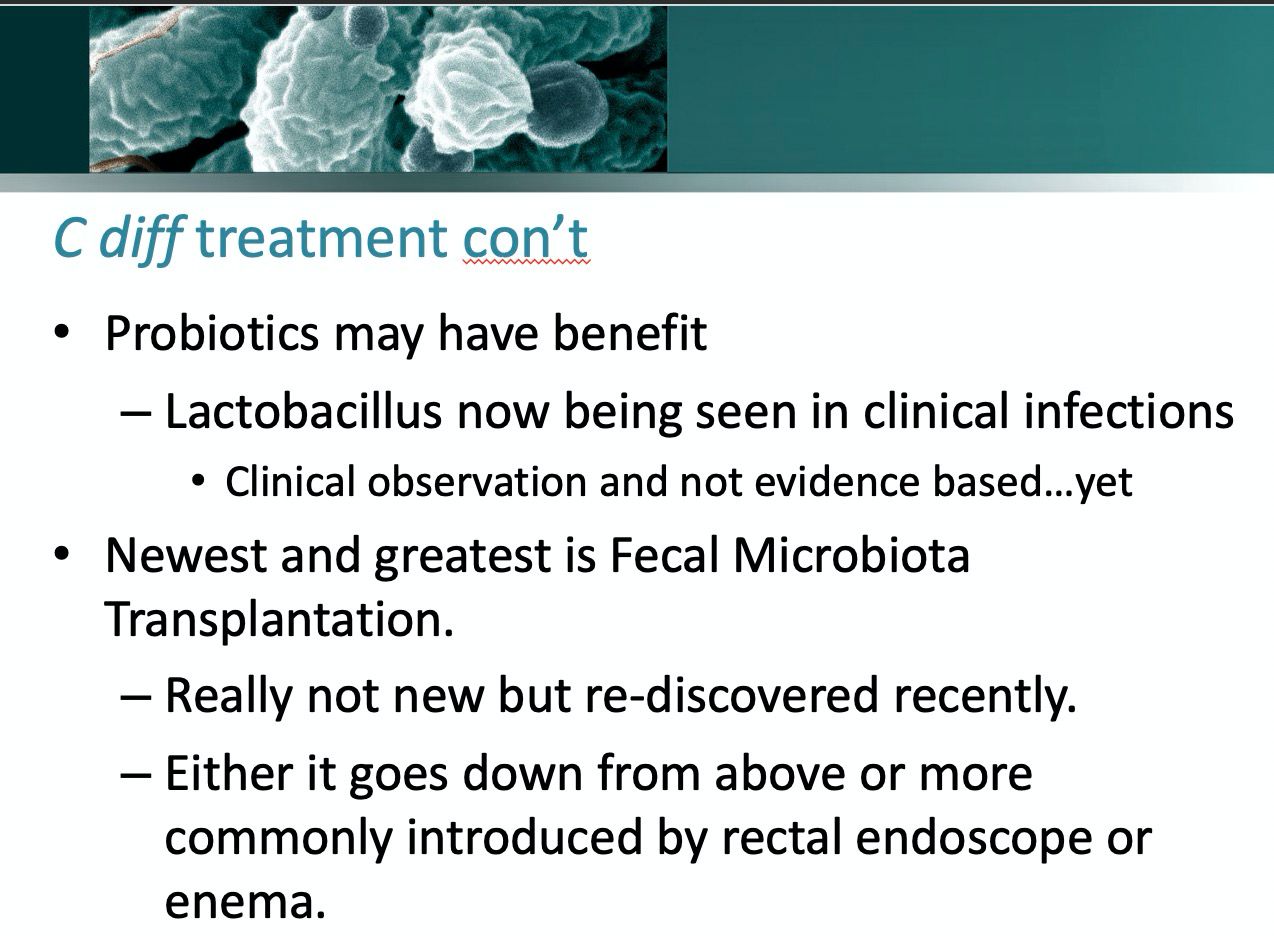 C diff treatment con’t
• Probiotics may have benefit
– Lactobacillus now being seen in clinical infections
• Clinical observation and not evidence based…yet
• Newest and greatest is Fecal Microbiota
Transplantation.
– Really not new but re-discovered recently.
– Either it goes down from above or more
commonly introduced by rectal endoscope or
enema.